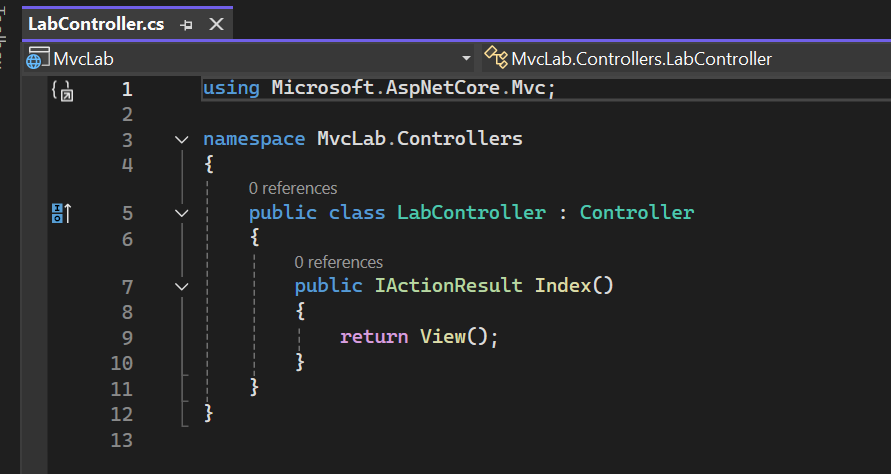 LabController.cs
MvcLab
MvcLab.Controllers.LabController
1 using Microsoft.AspNetCore.Mvc;
2
3 namespace MvcLab.Controllers
4 {
0 references
5 public class LabController : Controller
6 {
0 references
7 public IActionResult Index()
8 {
9 return View();
10 }
11 }
12 }
13